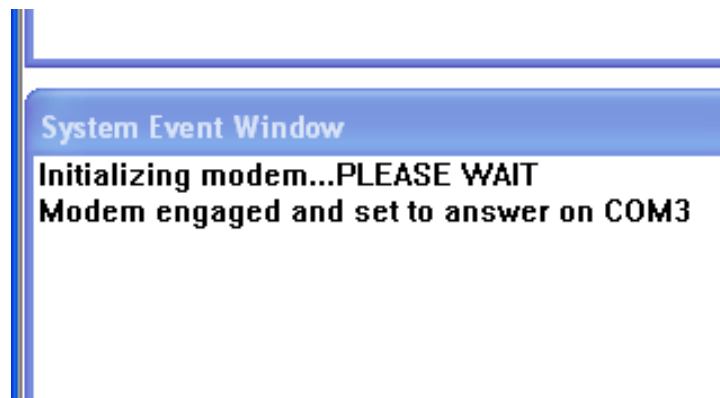 System Event Window
Initializing modem...PLEASE WAIT
Modem engaged and set to answer on COM3